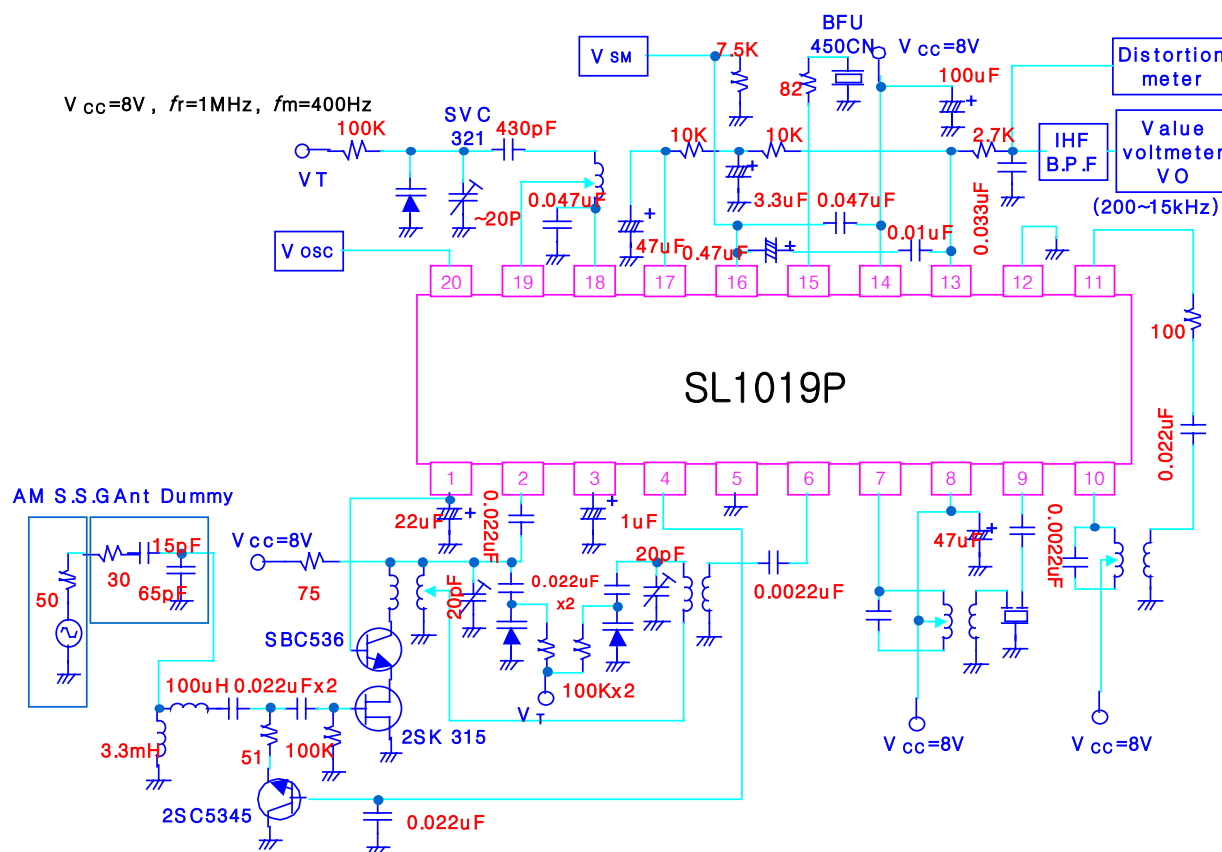 BFU
450CN
V CC=8V
7.5K
V SM
82
100uF
Distortion
meter
V CC=8V , fr=1MHz , fm=400Hz
SVC
321
430pF
100K
10K
10K
2.7K
IHF
B.P.F
Value
voltmeter
VO
VT
~20P
0.047uF
3.3uF
0.047uF
0.033uF
(200~15kHz)
V OSC
47uF
0.47uF
0.01uF
20
19
18
17
16
15
14
13
12
11
100
SL1019P
0.022uF
1
2
3
4
5
6
7
8
9
10
AM S.S.G
Ant Dummy
22uF
0.022uF
1uF
47uF
0.0022uF
V CC=8V
15pF
30
65pF
50
75
20pF
0.022uF
x2
20pF
0.0022uF
SBC536
100Kx2
V T
100uH
0.022uFx2
2SK 315
V CC=8V
V CC=8V
3.3mH
51
100K
2SC5345
0.022uF